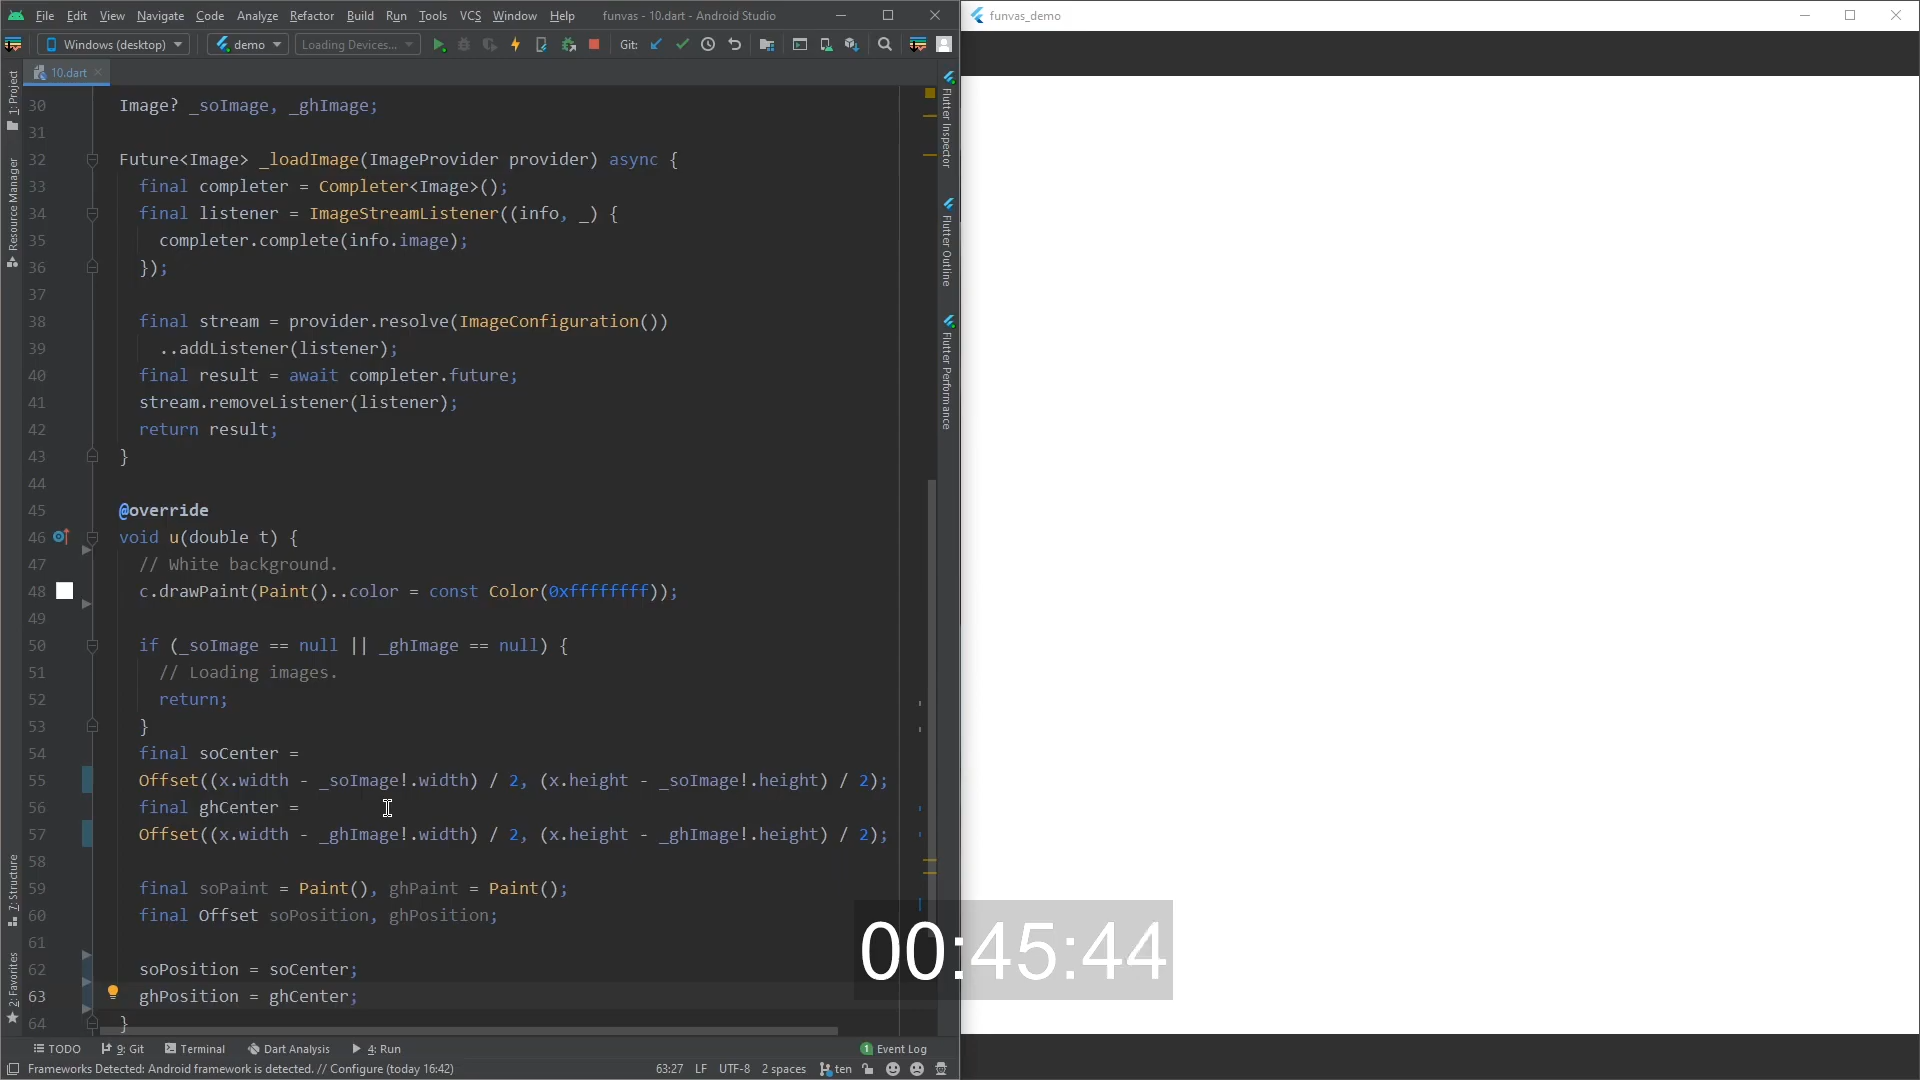 File Edit View Navigate Code Analyze Refactor Build Run Tools VCS Window Help funvas - 10.dart - Android Studio
funvas_demo
Windows (desktop) demo Loading Devices... Git:
10.dart
1: Project
Resource Manager
7: Structure
2: Favorites
Flutter Inspector
Flutter Outline
Flutter Performance
30 Image? _soImage, _ghImage;
31
32 Future<Image> _loadImage(ImageProvider provider) async {
33 final completer = Completer<Image>();
34 final listener = ImageStreamListener((info, _) {
35 completer.complete(info.image);
36 });
37
38 final stream = provider.resolve(ImageConfiguration())
39 ..addListener(listener);
40 final result = await completer.future;
41 stream.removeListener(listener);
42 return result;
43 }
44
45 @override
46 void u(double t) {
47 // White background.
48 c.drawPaint(Paint()..color = const Color(0xffffffff));
49
50 if (_soImage == null || _ghImage == null) {
51 // Loading images.
52 return;
53 }
54 final soCenter =
55 Offset((x.width - _soImage!.width) / 2, (x.height - _soImage!.height) / 2);
56 final ghCenter =
57 Offset((x.width - _ghImage!.width) / 2, (x.height - _ghImage!.height) / 2);
58
59 final soPaint = Paint(), ghPaint = Paint();
60 final Offset soPosition, ghPosition;
61
62 soPosition = soCenter;
63 ghPosition = ghCenter;
64 }
00:45:44
TODO 9: Git Terminal Dart Analysis 4: Run 1 Event Log
Frameworks Detected: Android framework is detected. // Configure (today 16:42) 63:27 LF UTF-8 2 spaces ten